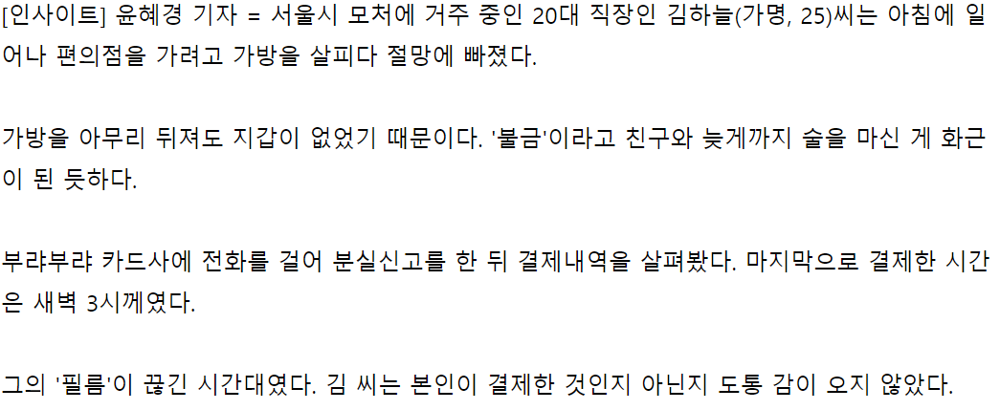 [인사이트] 윤혜경 기자 = 서울시 모처에 거주 중인 20대 직장인 김하늘(가명, 25)씨는 아침에 일
어나 편의점을 가려고 가방을 살피다 절망에 빠졌다.
가방을 아무리 뒤져도 지갑이 없었기 때문이다. '불금'이라고 친구와 늦게까지 술을 마신 게 화근
이 된 듯하다.
부랴부랴 카드사에 전화를 걸어 분실신고를 한 뒤 결제내역을 살펴봤다. 마지막으로 결제한 시간
은 새벽 3시께였다.
그의 '필름'이 끊긴 시간대였다. 김 씨는 본인이 결제한 것인지 아닌지 도통 감이 오지 않았다.